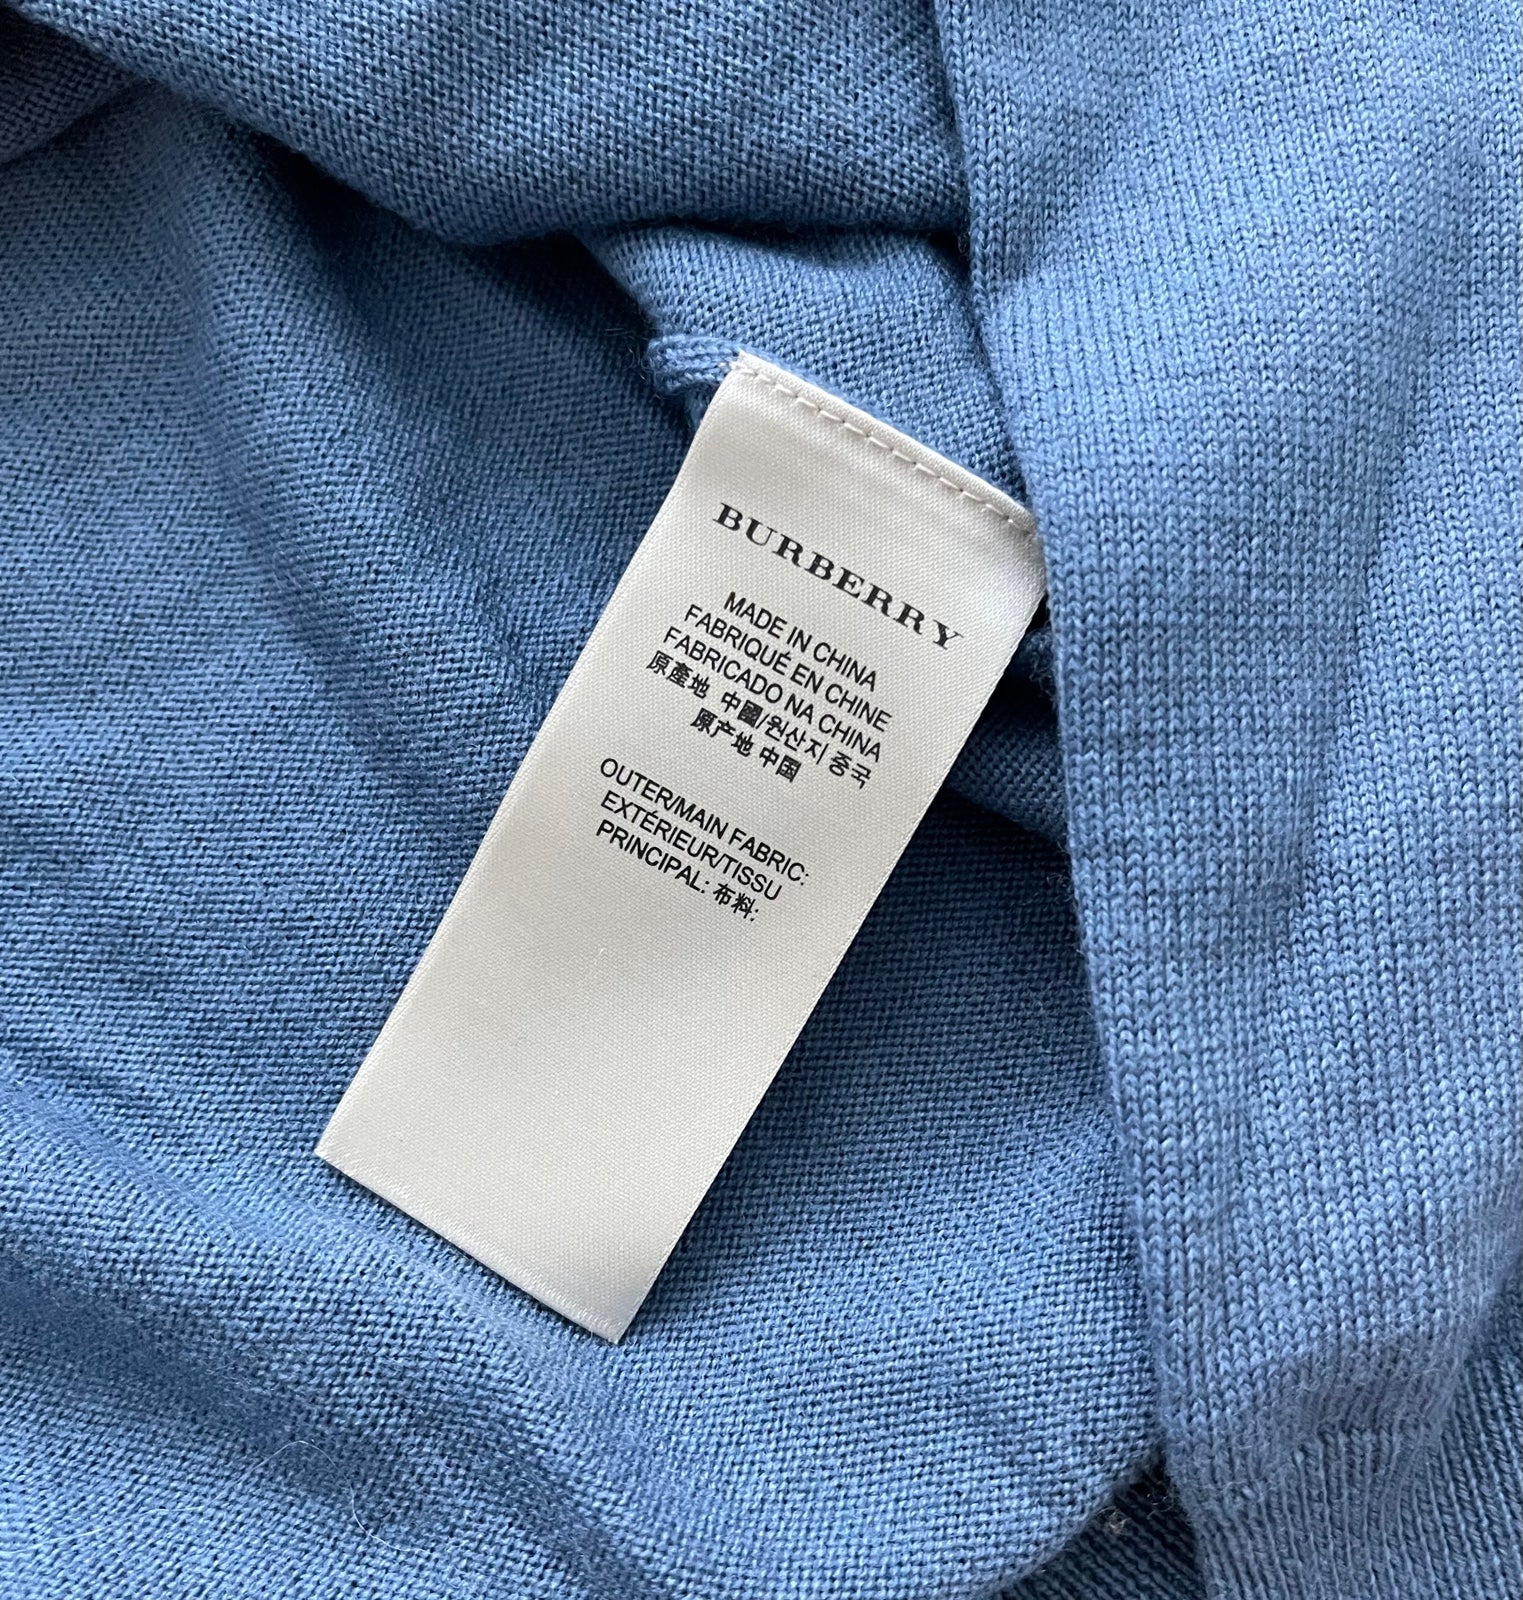 BURBERRY
MADE IN CHINA
FABRIQUÉ EN CHINE
FABRICADO NA CHINA
原產地 中國/원산지 중국
原产地 中国
OUTER/MAIN FABRIC:
EXTÉRIEUR/TISSU
PRINCIPAL: 布料: